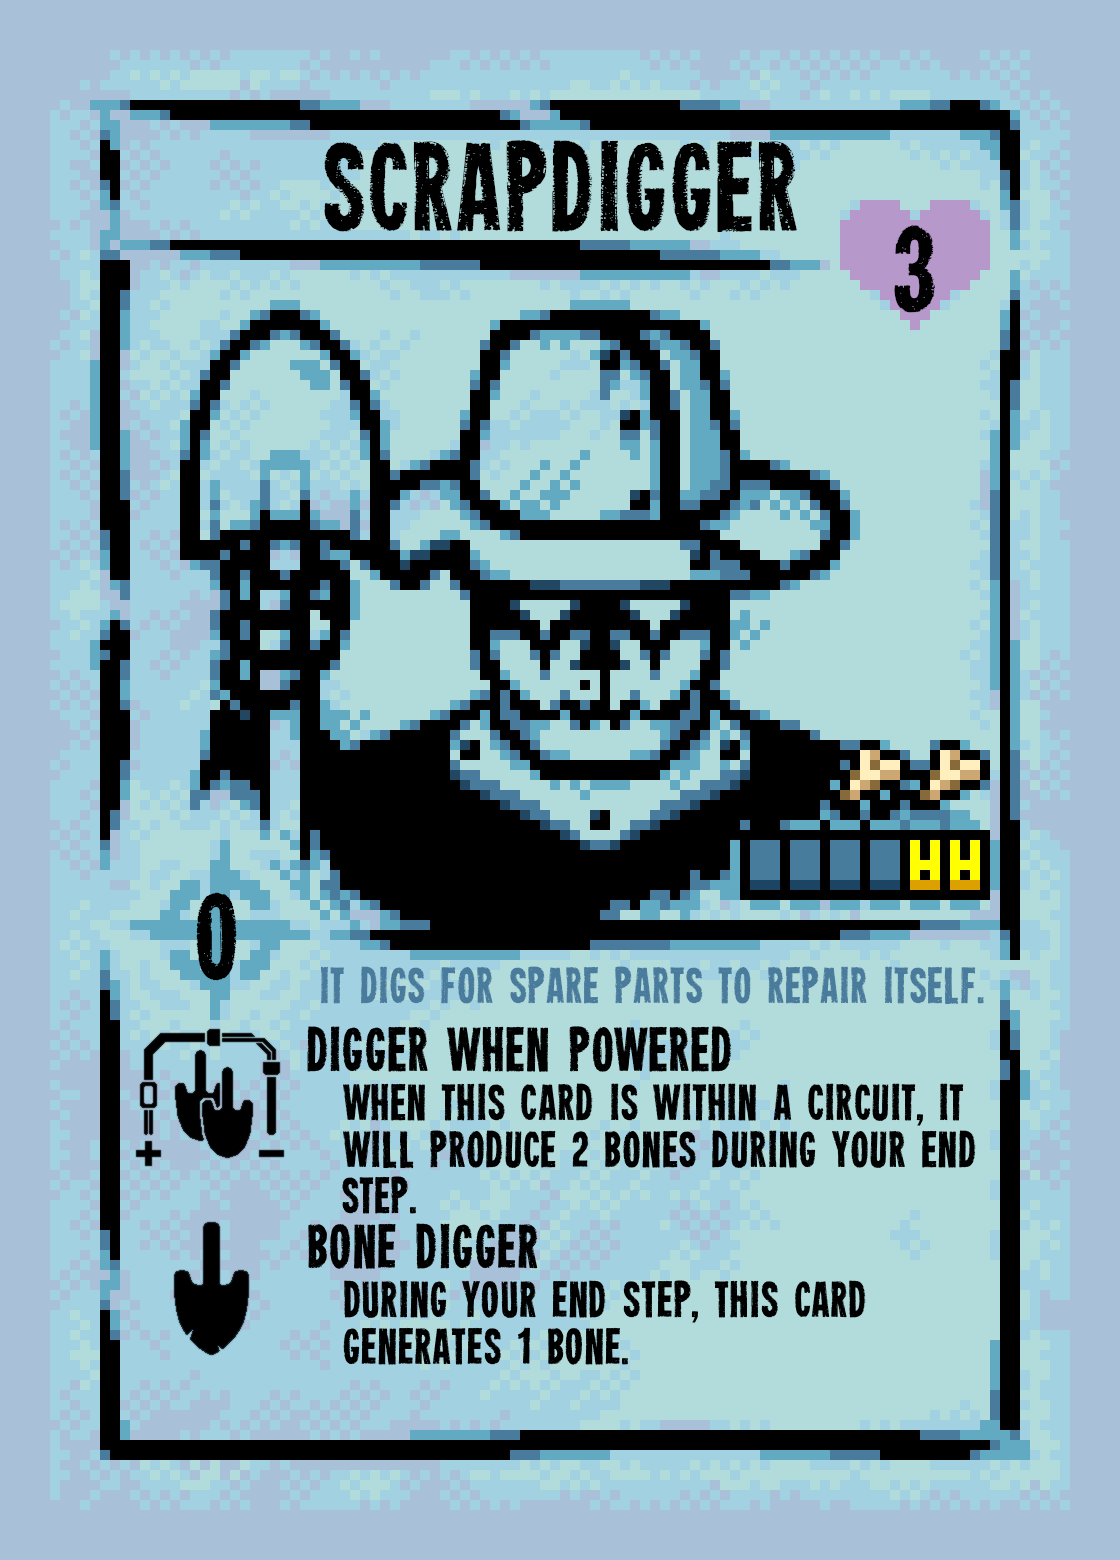 SCRAPDIGGER
3
0
IT DIGS FOR SPARE PARTS TO REPAIR ITSELF.
DIGGER WHEN POWERED
WHEN THIS CARD IS WITHIN A CIRCUIT, IT
WILL PRODUCE 2 BONES DURING YOUR END
STEP.
+ −
BONE DIGGER
DURING YOUR END STEP, THIS CARD
GENERATES 1 BONE.